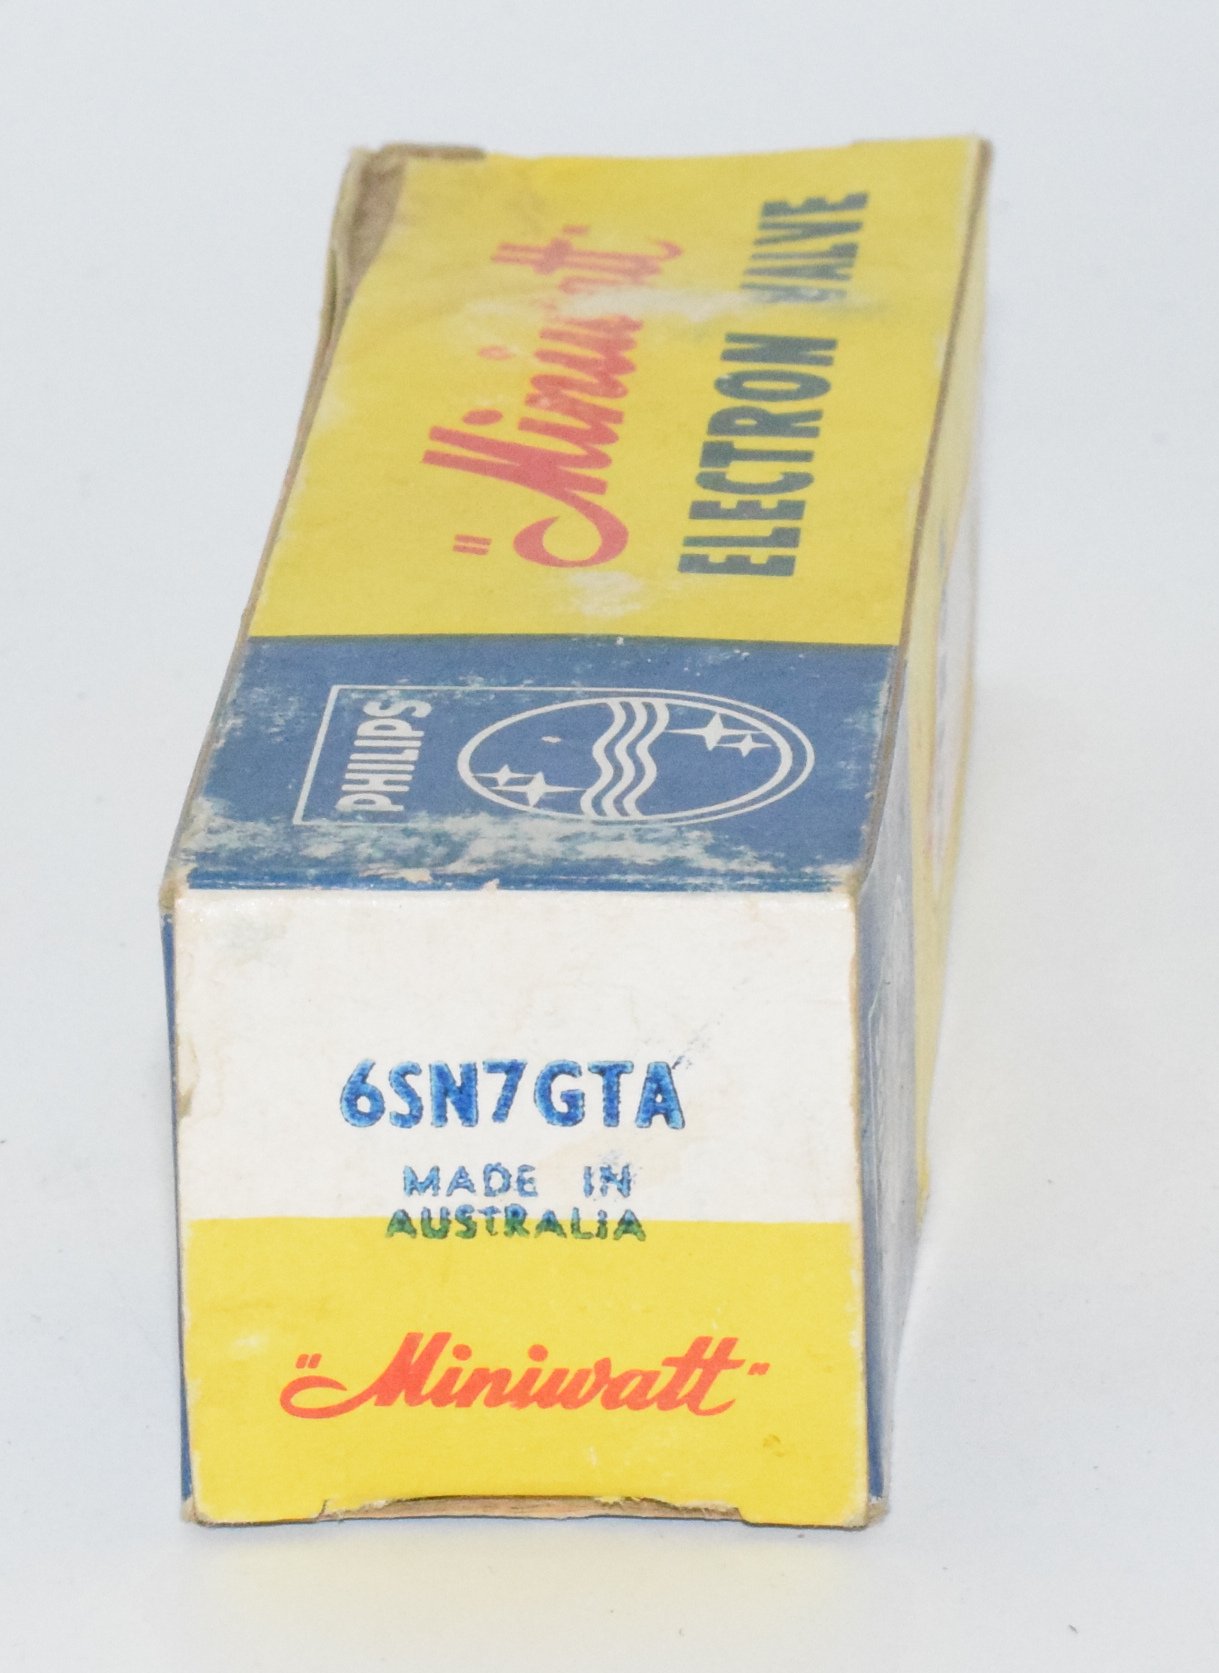 "Miniwatt"
ELECTRON VALVE
PHILIPS
6SN7GTA
MADE IN
AUSTRALIA
"Miniwatt"